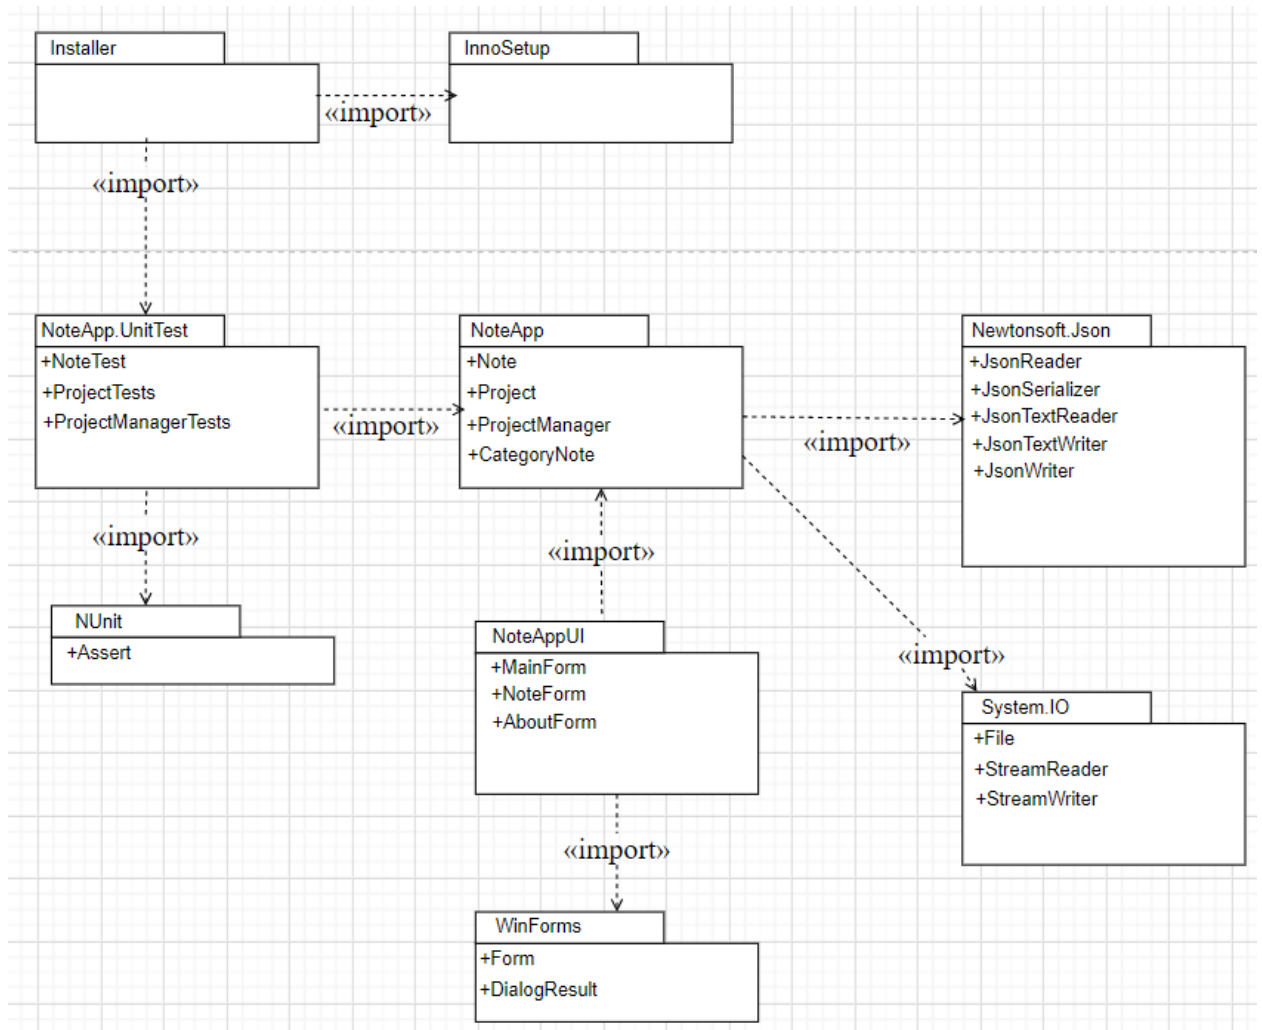 Installer
InnoSetup
«import»
«import»
NoteApp.UnitTest
+NoteTest
+ProjectTests
+ProjectManagerTests
«import»
NoteApp
+Note
+Project
+ProjectManager
+CategoryNote
«import»
Newtonsoft.Json
+JsonReader
+JsonSerializer
+JsonTextReader
+JsonTextWriter
+JsonWriter
«import»
«import»
NUnit
+Assert
NoteAppUI
+MainForm
+NoteForm
+AboutForm
«import»
System.IO
+File
+StreamReader
+StreamWriter
«import»
WinForms
+Form
+DialogResult